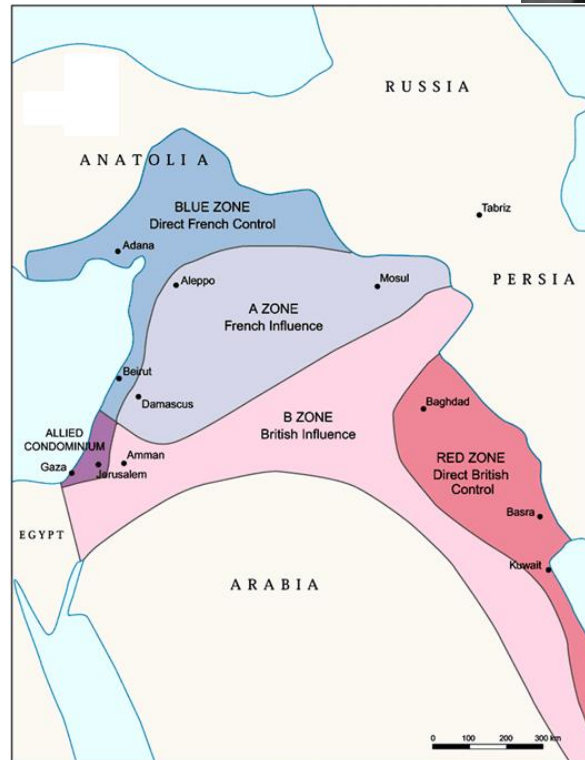 RUSSIA
ANATOLIA
BLUE ZONE
Direct French Control
Tabriz
Adana
PERSIA
Aleppo
Mosul
A ZONE
French Influence
Beirut
Damascus
Baghdad
B ZONE
British Influence
ALLIED
CONDOMINIUM
Amman
Gaza
Jerusalem
RED ZONE
Direct British
Control
Basra
EGYPT
Kuwait
ARABIA
0 100 200 300 km